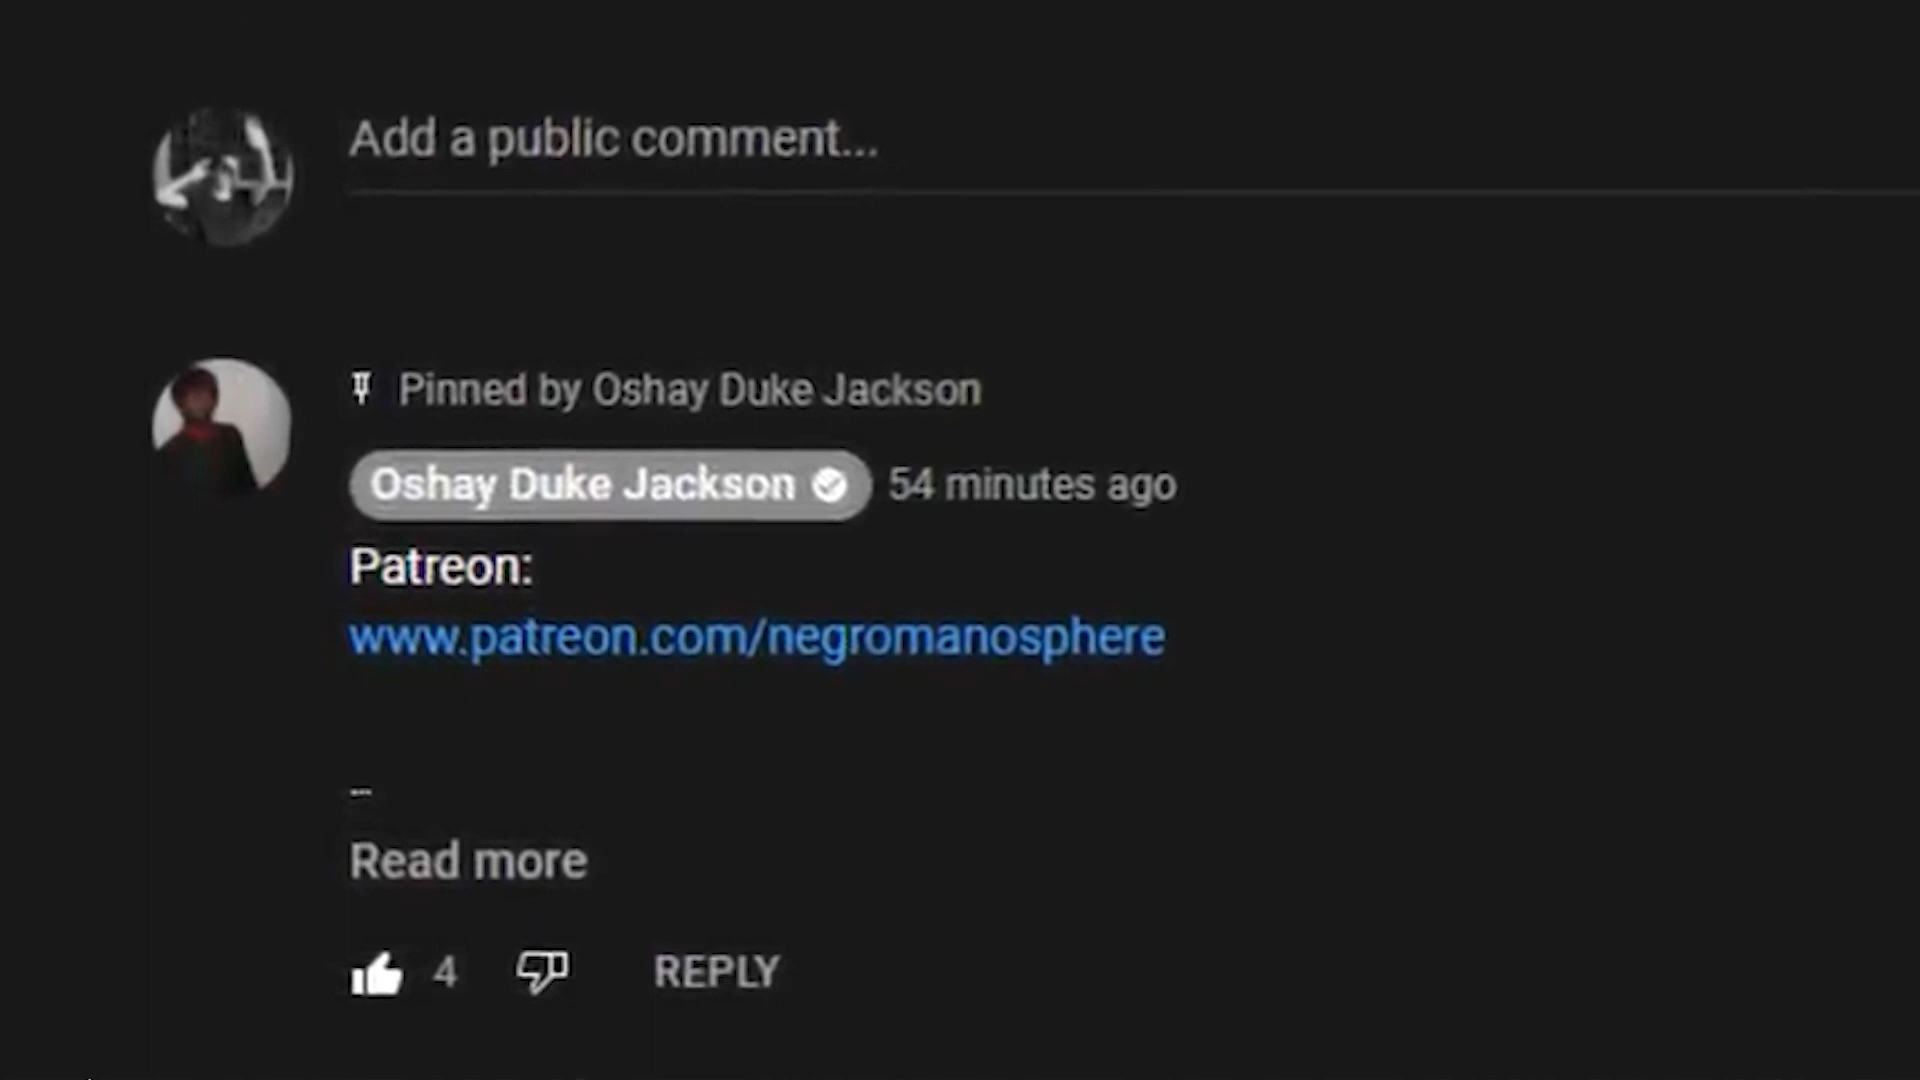 Add a public comment...
Pinned by Oshay Duke Jackson
Oshay Duke Jackson 54 minutes ago
Patreon:
www.patreon.com/negromanosphere
--
Read more
4 REPLY